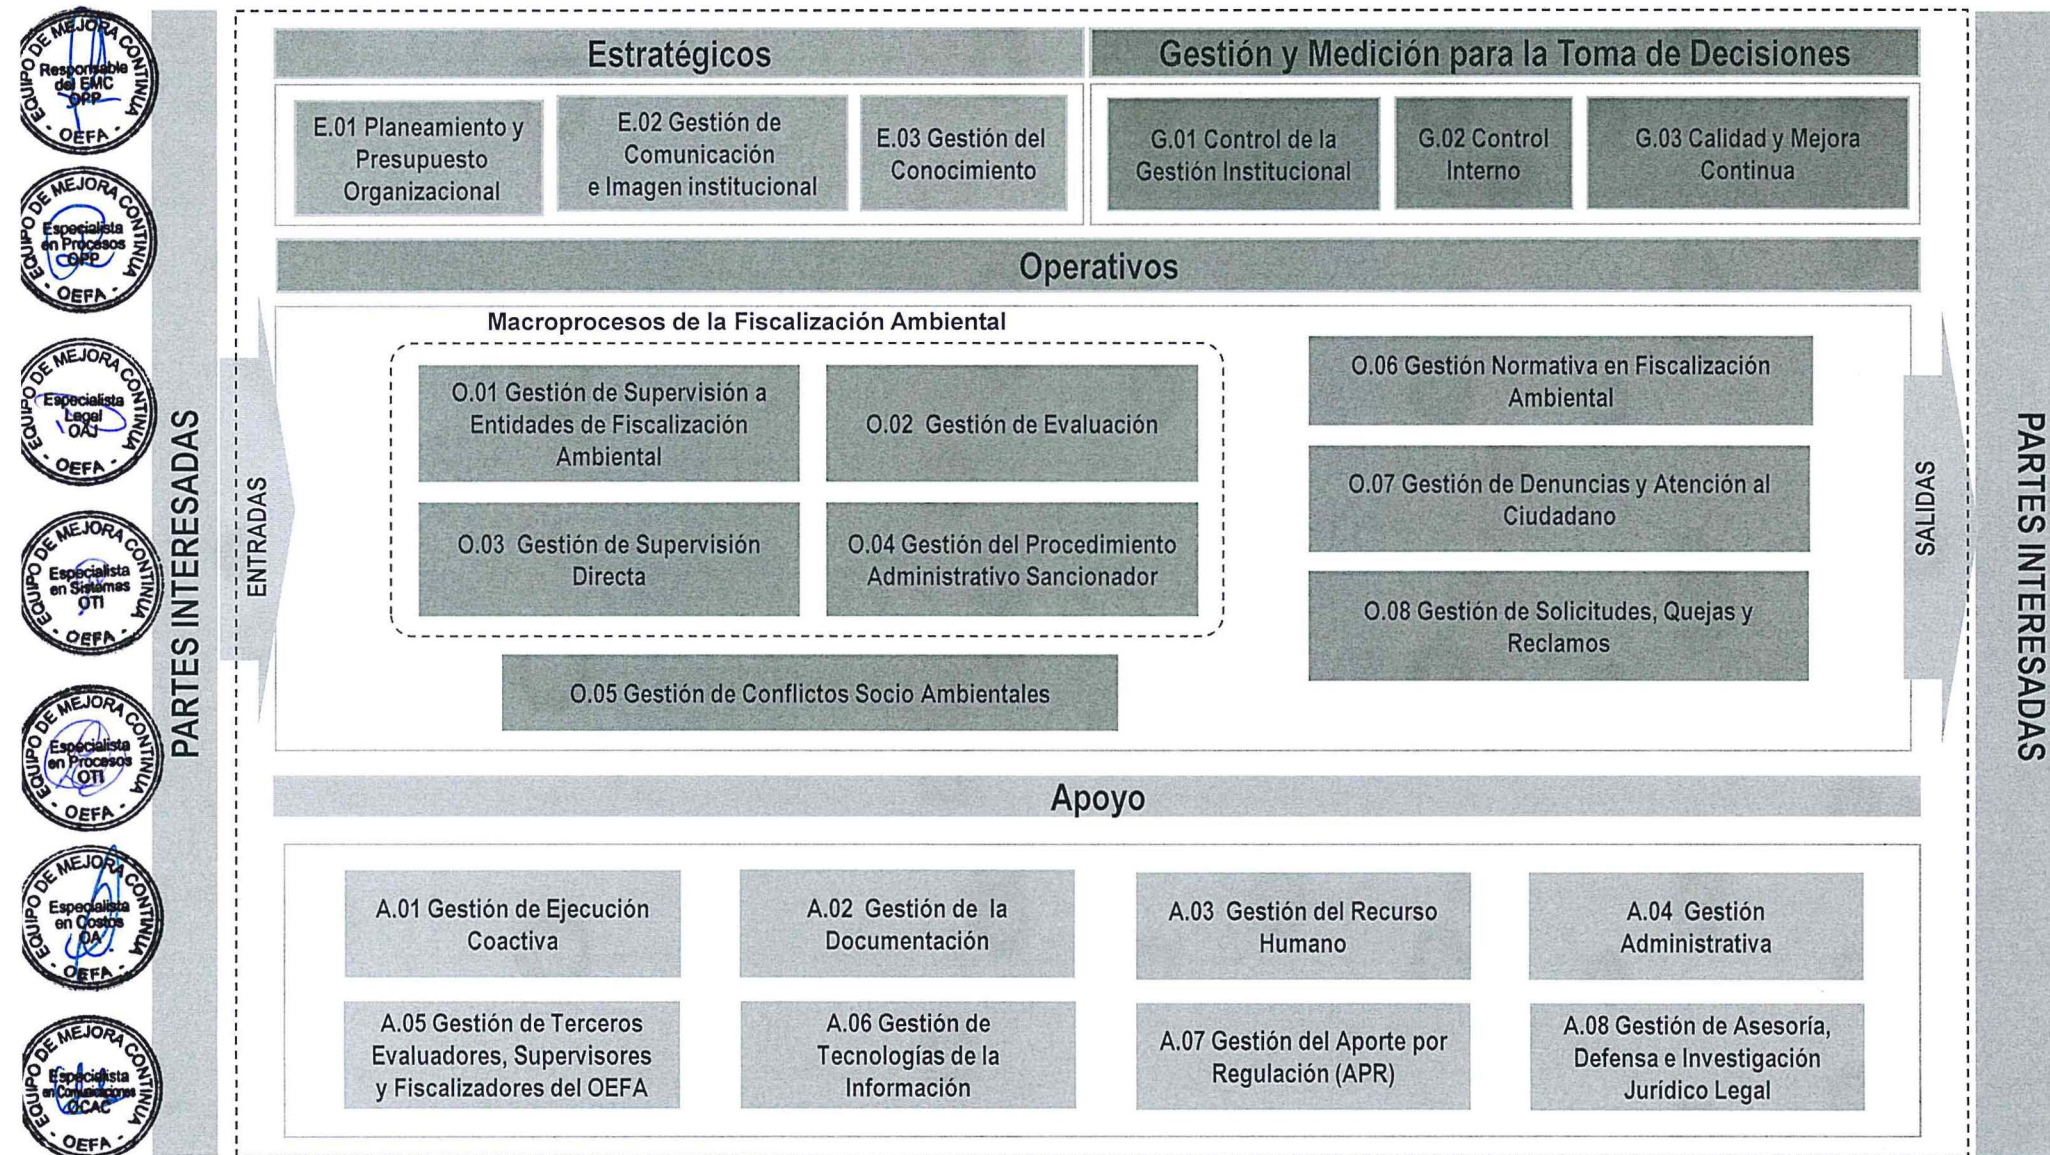 EQUIPO DE MEJORA CONTINUA
Responsable
del EMC
OPP
- OEFA -
EQUIPO DE MEJORA CONTINUA
Especialista
en Procesos
OPP
- OEFA -
EQUIPO DE MEJORA CONTINUA
Especialista
Legal
OAJ
- OEFA -
EQUIPO DE MEJORA CONTINUA
Especialista
en Sistemas
OTI
- OEFA -
EQUIPO DE MEJORA CONTINUA
Especialista
en Procesos
OTI
- OEFA -
EQUIPO DE MEJORA CONTINUA
Especialista
en Costos
OA
- OEFA -
EQUIPO DE MEJORA CONTINUA
Especialista
en Comunicaciones
OCAC
- OEFA -
PARTES INTERESADAS
ENTRADAS
Estratégicos
E.01 Planeamiento y
Presupuesto
Organizacional
E.02 Gestión de
Comunicación
e Imagen institucional
E.03 Gestión del
Conocimiento
Gestión y Medición para la Toma de Decisiones
G.01 Control de la
Gestión Institucional
G.02 Control
Interno
G.03 Calidad y Mejora
Continua
Operativos
Macroprocesos de la Fiscalización Ambiental
O.01 Gestión de Supervisión a
Entidades de Fiscalización
Ambiental
O.02 Gestión de Evaluación
O.03 Gestión de Supervisión
Directa
O.04 Gestión del Procedimiento
Administrativo Sancionador
O.05 Gestión de Conflictos Socio Ambientales
O.06 Gestión Normativa en Fiscalización
Ambiental
O.07 Gestión de Denuncias y Atención al
Ciudadano
O.08 Gestión de Solicitudes, Quejas y
Reclamos
Apoyo
A.01 Gestión de Ejecución
Coactiva
A.02 Gestión de la
Documentación
A.03 Gestión del Recurso
Humano
A.04 Gestión
Administrativa
A.05 Gestión de Terceros
Evaluadores, Supervisores
y Fiscalizadores del OEFA
A.06 Gestión de
Tecnologías de la
Información
A.07 Gestión del Aporte por
Regulación (APR)
A.08 Gestión de Asesoría,
Defensa e Investigación
Jurídico Legal
SALIDAS
PARTES INTERESADAS